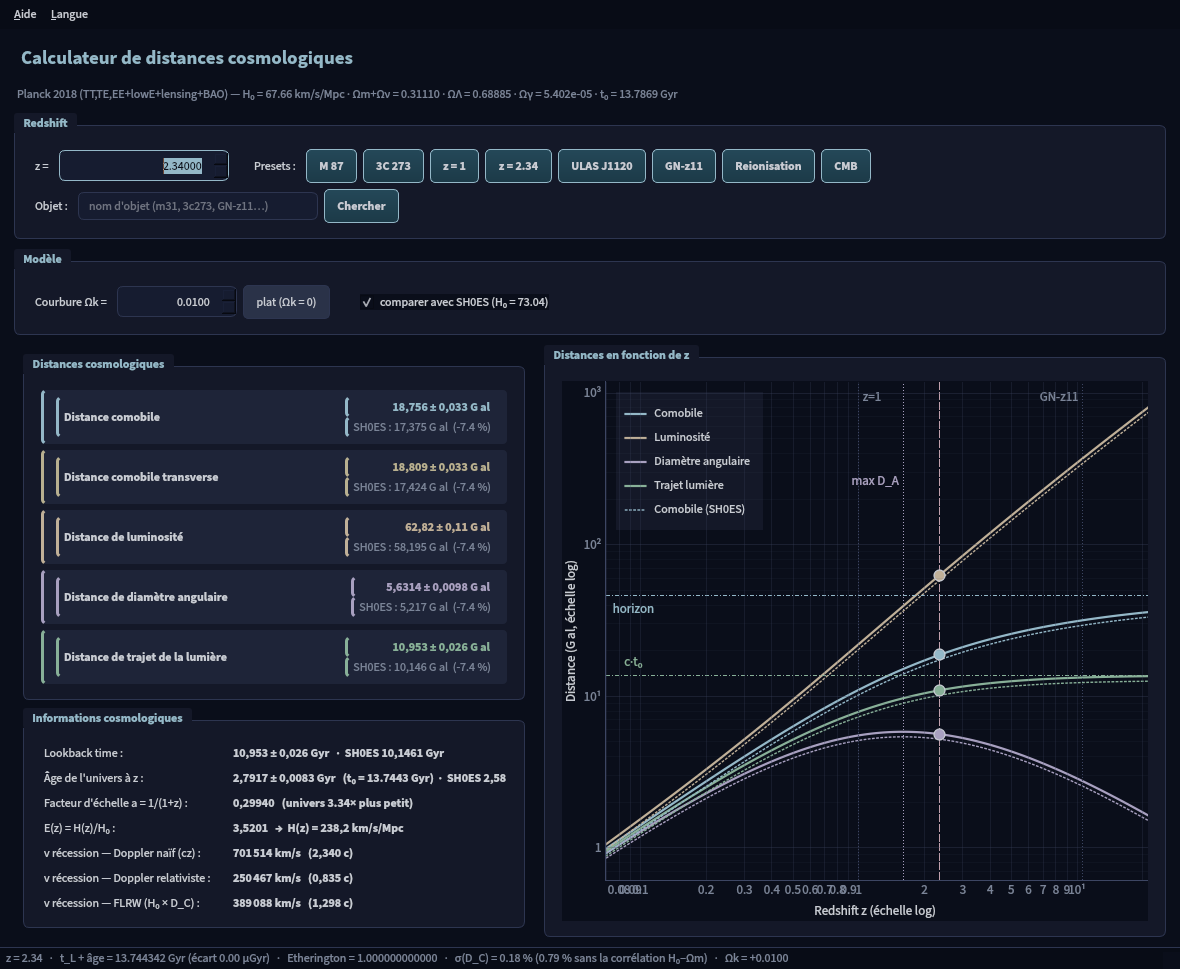 Aide Langue
Calculateur de distances cosmologiques
Planck 2018 (TT,TE,EE+lowE+lensing+BAO) — H₀ = 67.66 km/s/Mpc · Ωm+Ων = 0.31110 · ΩΛ = 0.68885 · Ωγ = 5.402e-05 · t₀ = 13.7869 Gyr
Redshift
z = 2.34000 Presets : M 87 3C 273 z = 1 z = 2.34 ULAS J1120 GN-z11 Reionisation CMB
Objet : nom d'objet (m31, 3c273, GN-z11…) Chercher
Modèle
Courbure Ωk = 0.0100 plat (Ωk = 0) ✓ comparer avec SH0ES (H₀ = 73.04)
Distances cosmologiques
Distance comobile 18,756 ± 0,033 G al
SH0ES : 17,375 G al (-7.4 %)
Distance comobile transverse 18,809 ± 0,033 G al
SH0ES : 17,424 G al (-7.4 %)
Distance de luminosité 62,82 ± 0,11 G al
SH0ES : 58,195 G al (-7.4 %)
Distance de diamètre angulaire 5,6314 ± 0,0098 G al
SH0ES : 5,217 G al (-7.4 %)
Distance de trajet de la lumière 10,953 ± 0,026 G al
SH0ES : 10,146 G al (-7.4 %)
Informations cosmologiques
Lookback time : 10,953 ± 0,026 Gyr · SH0ES 10,1461 Gyr
Âge de l'univers à z : 2,7917 ± 0,0083 Gyr (t₀ = 13.7443 Gyr) · SH0ES 2,58
Facteur d'échelle a = 1/(1+z) : 0,29940 (univers 3.34× plus petit)
E(z) = H(z)/H₀ : 3,5201 → H(z) = 238,2 km/s/Mpc
v récession — Doppler naïf (cz) : 701 514 km/s (2,340 c)
v récession — Doppler relativiste : 250 467 km/s (0,835 c)
v récession — FLRW (H₀ × D_C) : 389 088 km/s (1,298 c)
Distances en fonction de z
Distance (G al, échelle log)
10³
10²
10¹
1
Comobile
Luminosité
Diamètre angulaire
Trajet lumière
Comobile (SH0ES)
z=1
GN-z11
max D_A
horizon
c·t₀
0.2 0.3 0.4 0.5 0.6 0.7 0.8 0.9 1 2 3 4 5 6 7 8 9 10¹
Redshift z (échelle log)
z = 2.34 · t_L + âge = 13.744342 Gyr (écart 0.00 µGyr) · Etherington = 1.000000000000 · σ(D_C) = 0.18 % (0.79 % sans la corrélation H₀–Ωm) · Ωk = +0.0100